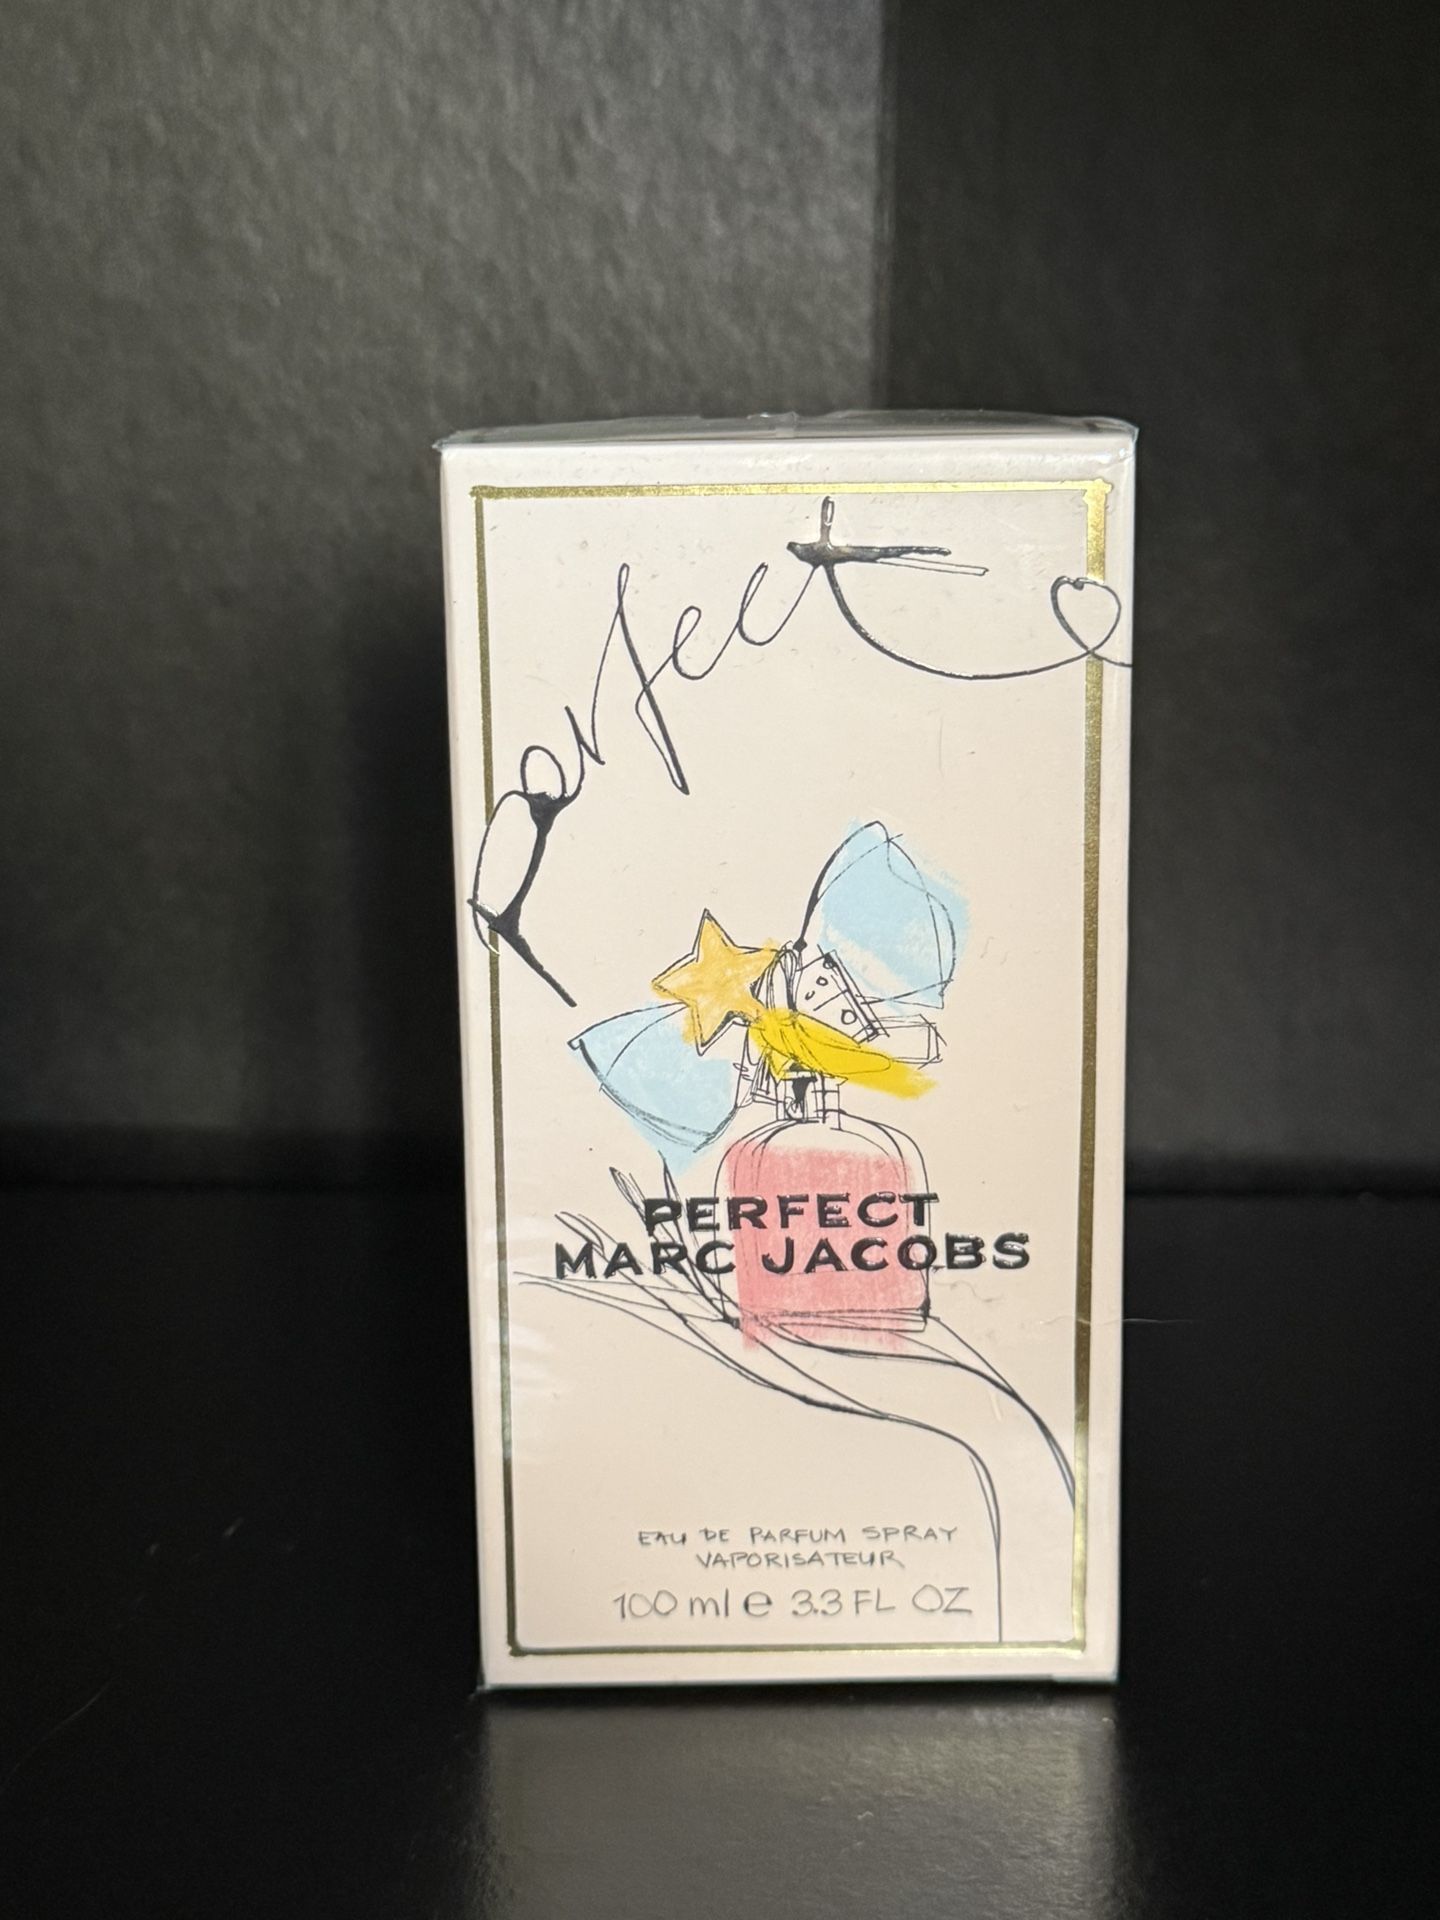 Perfect
PERFECT
MARC JACOBS
EAU DE PARFUM SPRAY
VAPORISATEUR
100 ml e 3.3 FL OZ